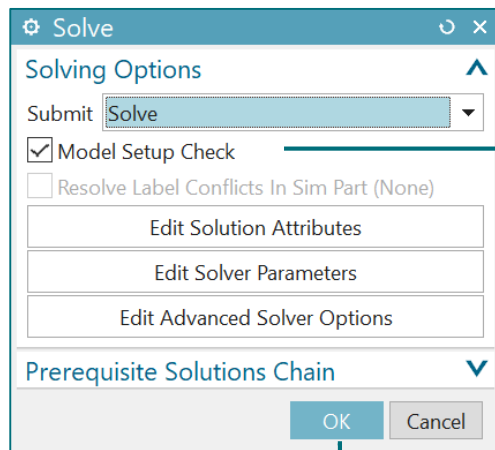 Solve
Solving Options
Submit Solve
Model Setup Check
Resolve Label Conflicts In Sim Part (None)
Edit Solution Attributes
Edit Solver Parameters
Edit Advanced Solver Options
Prerequisite Solutions Chain
OK Cancel